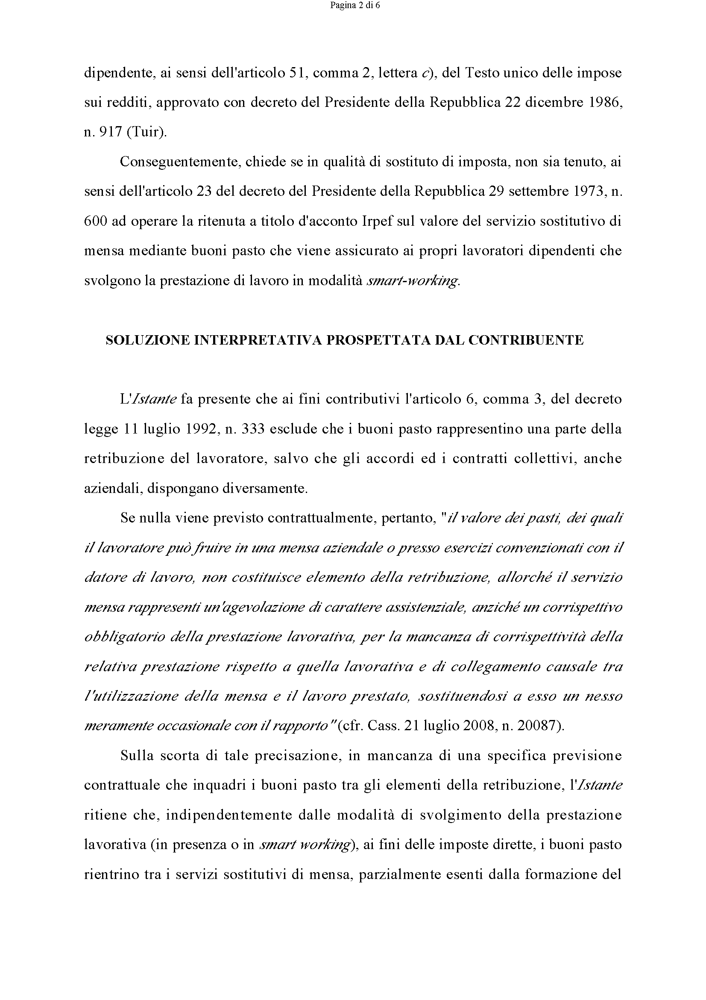 Pagina 2 di 6
dipendente, ai sensi dell'articolo 51, comma 2, lettera c), del Testo unico delle impose
sui redditi, approvato con decreto del Presidente della Repubblica 22 dicembre 1986,
n. 917 (Tuir).
Conseguentemente, chiede se in qualità di sostituto di imposta, non sia tenuto, ai
sensi dell'articolo 23 del decreto del Presidente della Repubblica 29 settembre 1973, n.
600 ad operare la ritenuta a titolo d'acconto Irpef sul valore del servizio sostitutivo di
mensa mediante buoni pasto che viene assicurato ai propri lavoratori dipendenti che
svolgono la prestazione di lavoro in modalità smart-working.
SOLUZIONE INTERPRETATIVA PROSPETTATA DAL CONTRIBUENTE
L'Istante fa presente che ai fini contributivi l'articolo 6, comma 3, del decreto
legge 11 luglio 1992, n. 333 esclude che i buoni pasto rappresentino una parte della
retribuzione del lavoratore, salvo che gli accordi ed i contratti collettivi, anche
aziendali, dispongano diversamente.
Se nulla viene previsto contrattualmente, pertanto, "il valore dei pasti, dei quali
il lavoratore può fruire in una mensa aziendale o presso esercizi convenzionati con il
datore di lavoro, non costituisce elemento della retribuzione, allorché il servizio
mensa rappresenti un'agevolazione di carattere assistenziale, anziché un corrispettivo
obbligatorio della prestazione lavorativa, per la mancanza di corrispettività della
relativa prestazione rispetto a quella lavorativa e di collegamento causale tra
l'utilizzazione della mensa e il lavoro prestato, sostituendosi a esso un nesso
meramente occasionale con il rapporto"(cfr. Cass. 21 luglio 2008, n. 20087).
Sulla scorta di tale precisazione, in mancanza di una specifica previsione
contrattuale che inquadri i buoni pasto tra gli elementi della retribuzione, l'Istante
ritiene che, indipendentemente dalle modalità di svolgimento della prestazione
lavorativa (in presenza o in smart working), ai fini delle imposte dirette, i buoni pasto
rientrino tra i servizi sostitutivi di mensa, parzialmente esenti dalla formazione del